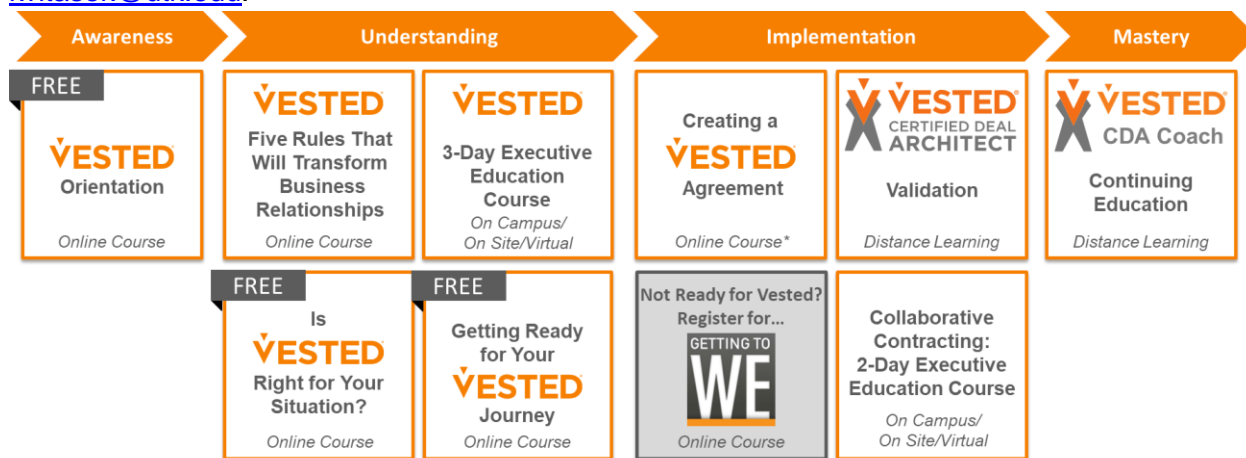 Awareness
Understanding
Implementation
Mastery
FREE
VESTED
Orientation
Online Course
VESTED®
Five Rules That
Will Transform
Business
Relationships
Online Course
VESTED®
3-Day Executive
Education
Course
On Campus/
On Site/Virtual
Creating a
VESTED
Agreement
Online Course*
VESTED®
CERTIFIED DEAL
ARCHITECT
Validation
Distance Learning
VESTED®
CDA Coach
Continuing
Education
Distance Learning
FREE
Is
VESTED
Right for Your
Situation?
Online Course
FREE
Getting Ready
for Your
VESTED
Journey
Online Course
Not Ready for Vested?
Register for...
GETTING TO
WE
Online Course
Collaborative
Contracting:
2-Day Executive
Education Course
On Campus/
On Site/Virtual